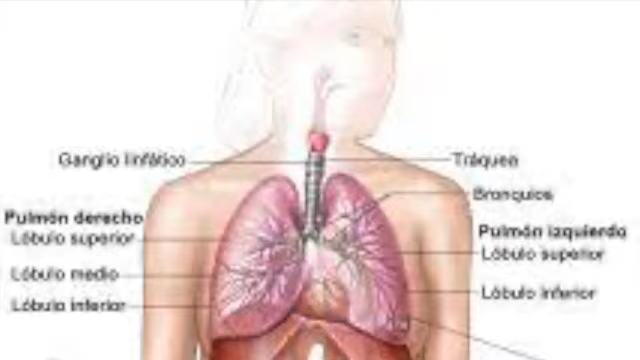 Ganglio linfático
Tráquea
Bronquios
Pulmón derecho
Lóbulo superior
Lóbulo medio
Lóbulo inferior
Pulmón izquierdo
Lóbulo superior
Lóbulo inferior